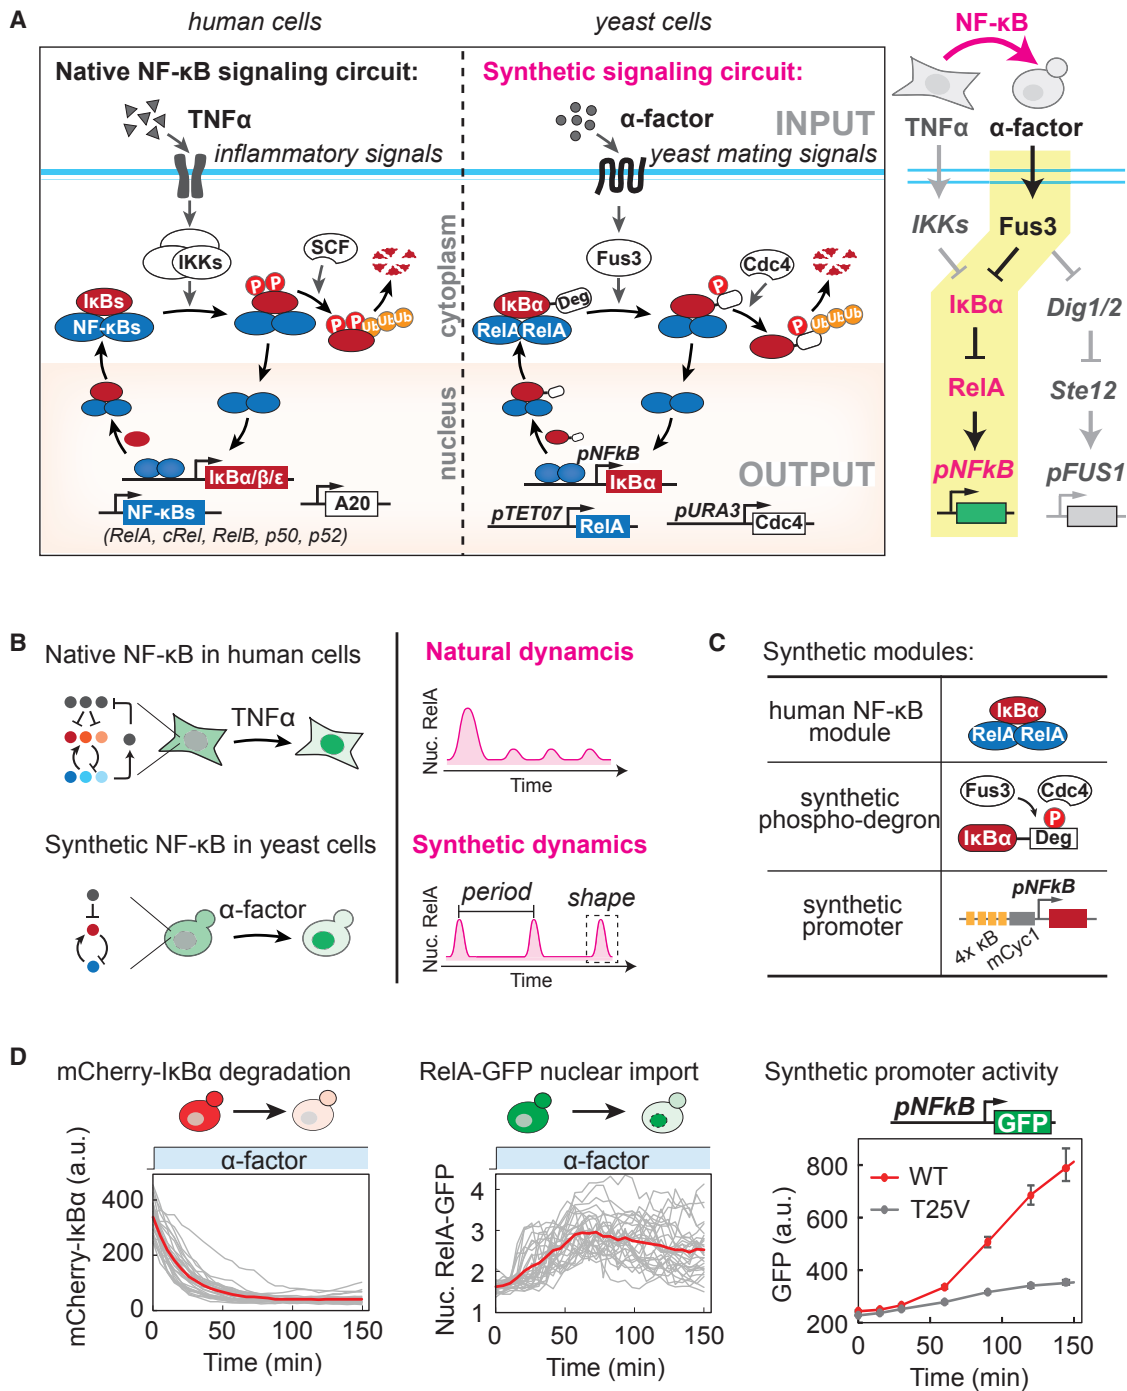 A
human cells
yeast cells
Native NF-κB signaling circuit:
TNFα
inflammatory signals
IKKs
SCF
P P
IκBs
NF-κBs
P P Ub Ub Ub
cytoplasm
nucleus
IκBα/β/ε
NF-κBs
A20
(RelA, cRel, RelB, p50, p52)
Synthetic signaling circuit:
α-factor
INPUT
yeast mating signals
Fus3
Cdc4
P
IκBα
Deg
RelA RelA
P Ub Ub Ub
pNFkB
IκBα
OUTPUT
pTET07
RelA
pURA3
Cdc4
NF-κB
TNFα
α-factor
IKKs
Fus3
IκBα
Dig1/2
RelA
Ste12
pNFkB
pFUS1
B
Native NF-κB in human cells
TNFα
Natural dynamcis
Nuc. RelA
Time
Synthetic NF-κB in yeast cells
α-factor
Synthetic dynamics
Nuc. RelA
period
shape
Time
C
Synthetic modules:
human NF-κB
module
IκBα
RelA RelA
synthetic
phospho-degron
Fus3
Cdc4
P
IκBα
Deg
synthetic
promoter
pNFkB
4x κB
mCyc1
D
mCherry-IκBα degradation
α-factor
mCherry-IκBα (a.u.)
400
200
0
0 50 100 150
Time (min)
RelA-GFP nuclear import
α-factor
Nuc. RelA-GFP
4
3
2
1
0 50 100 150
Time (min)
Synthetic promoter activity
pNFkB
GFP
GFP (a.u.)
800
600
400
200
WT
T25V
0 50 100 150
Time (min)